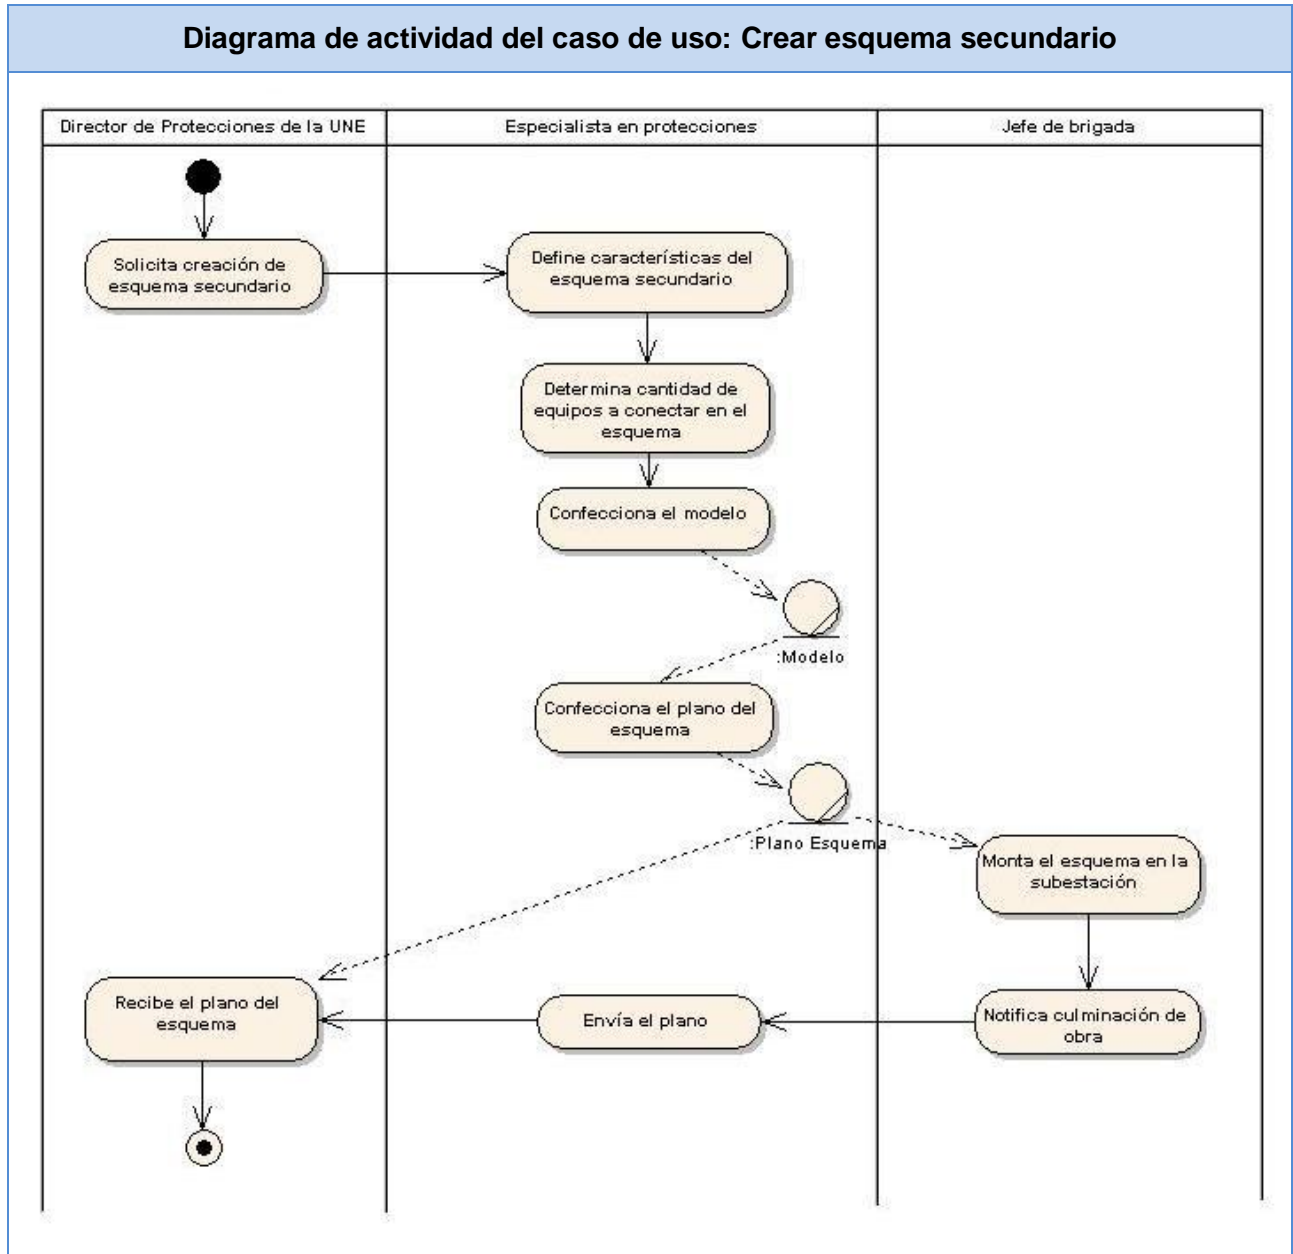 Diagrama de actividad del caso de uso: Crear esquema secundario
Director de Protecciones de la UNE
Especialista en protecciones
Jefe de brigada
Solicita creación de
esquema secundario
Define características del
esquema secundario
Determina cantidad de
equipos a conectar en el
esquema
Confecciona el modelo
:Modelo
Confecciona el plano del
esquema
:Plano Esquema
Monta el esquema en la
subestación
Recibe el plano del
esquema
Envía el plano
Notifica culminación de
obra